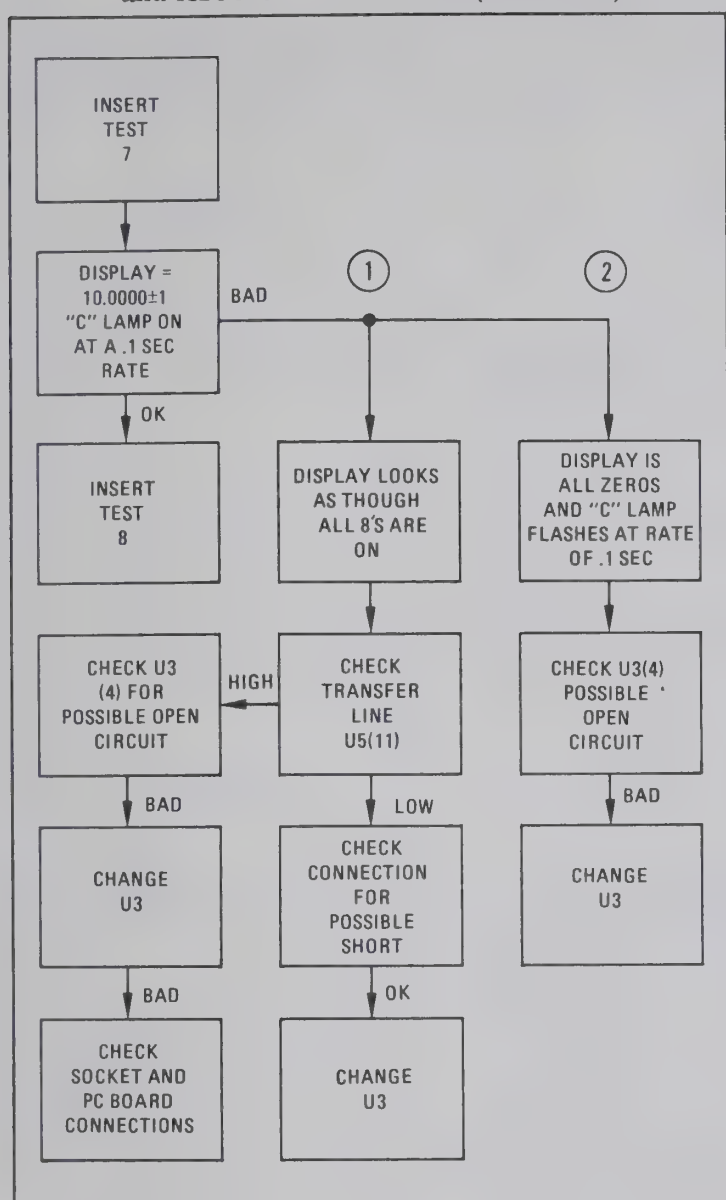 INSERT
TEST
7
DISPLAY =
10.0000±1
"C" LAMP ON
AT A .1 SEC
RATE
BAD
1
2
OK
INSERT
TEST
8
DISPLAY LOOKS
AS THOUGH
ALL 8'S ARE
ON
DISPLAY IS
ALL ZEROS
AND "C" LAMP
FLASHES AT RATE
OF .1 SEC
CHECK U3
(4) FOR
POSSIBLE OPEN
CIRCUIT
HIGH
CHECK
TRANSFER
LINE
U5(11)
CHECK U3(4)
POSSIBLE
OPEN
CIRCUIT
BAD
LOW
BAD
CHANGE
U3
CHECK
CONNECTION
FOR
POSSIBLE
SHORT
CHANGE
U3
BAD
OK
CHECK
SOCKET AND
PC BOARD
CONNECTIONS
CHANGE
U3